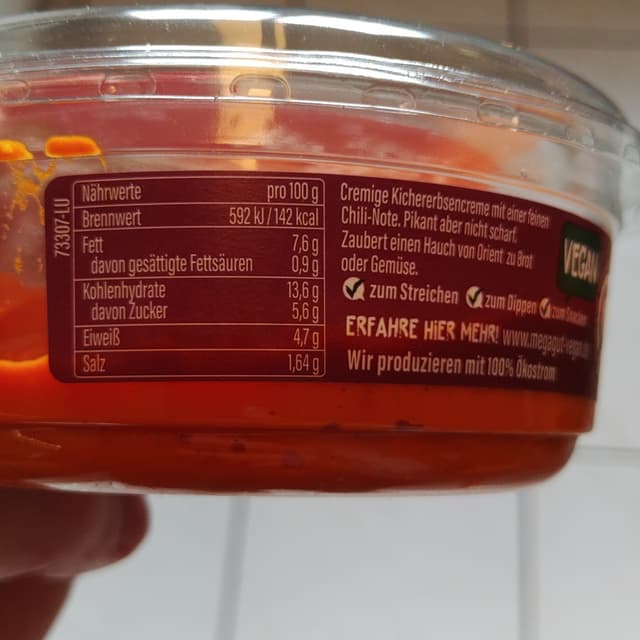 73307-LU
Nährwerte pro 100 g
Brennwert 592 kJ / 142 kcal
Fett 7,6 g
davon gesättigte Fettsäuren 0,9 g
Kohlenhydrate 13,6 g
davon Zucker 5,6 g
Eiweiß 4,7 g
Salz 1,64 g
Cremige Kichererbsencreme mit einer feinen
Chili-Note. Pikant aber nicht scharf.
Zaubert einen Hauch von Orient zu Brot
oder Gemüse.
zum Streichen zum Dippen zum
ERFAHRE HIER MEHR!
Wir produzieren mit 100% Ökostrom
VEGAN